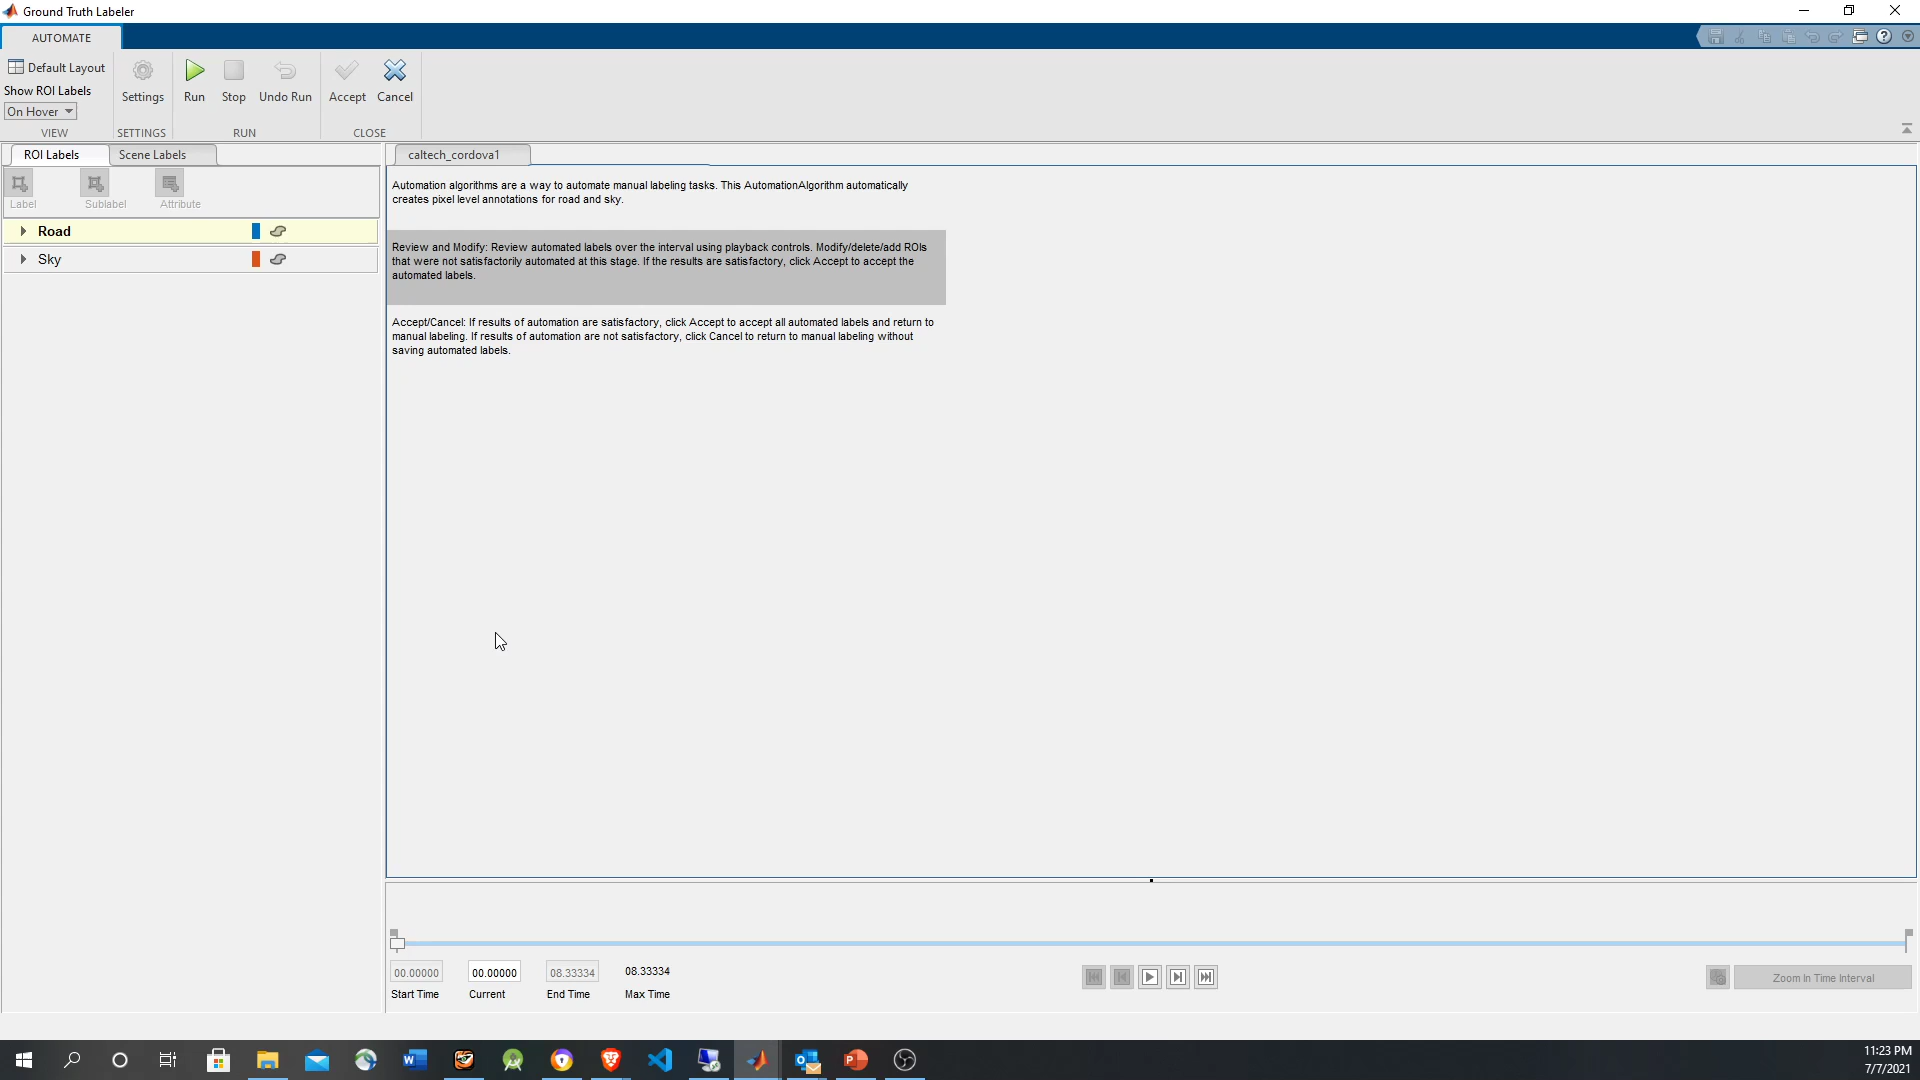 Ground Truth Labeler
AUTOMATE
Default Layout
Show ROI Labels
On Hover
VIEW
Settings
SETTINGS
Run
Stop
Undo Run
RUN
Accept
Cancel
CLOSE
ROI Labels
Scene Labels
caltech_cordova1
Label
Sublabel
Attribute
Road
Sky
Automation algorithms are a way to automate manual labeling tasks. This AutomationAlgorithm automatically
creates pixel level annotations for road and sky.
Review and Modify: Review automated labels over the interval using playback controls. Modify/delete/add ROIs
that were not satisfactorily automated at this stage. If the results are satisfactory, click Accept to accept the
automated labels.
Accept/Cancel: If results of automation are satisfactory, click Accept to accept all automated labels and return to
manual labeling. If results of automation are not satisfactory, click Cancel to return to manual labeling without
saving automated labels.
00.00000
00.00000
08.33334
08.33334
Start Time
Current
End Time
Max Time
Zoom In Time Interval
11:23 PM
7/7/2021